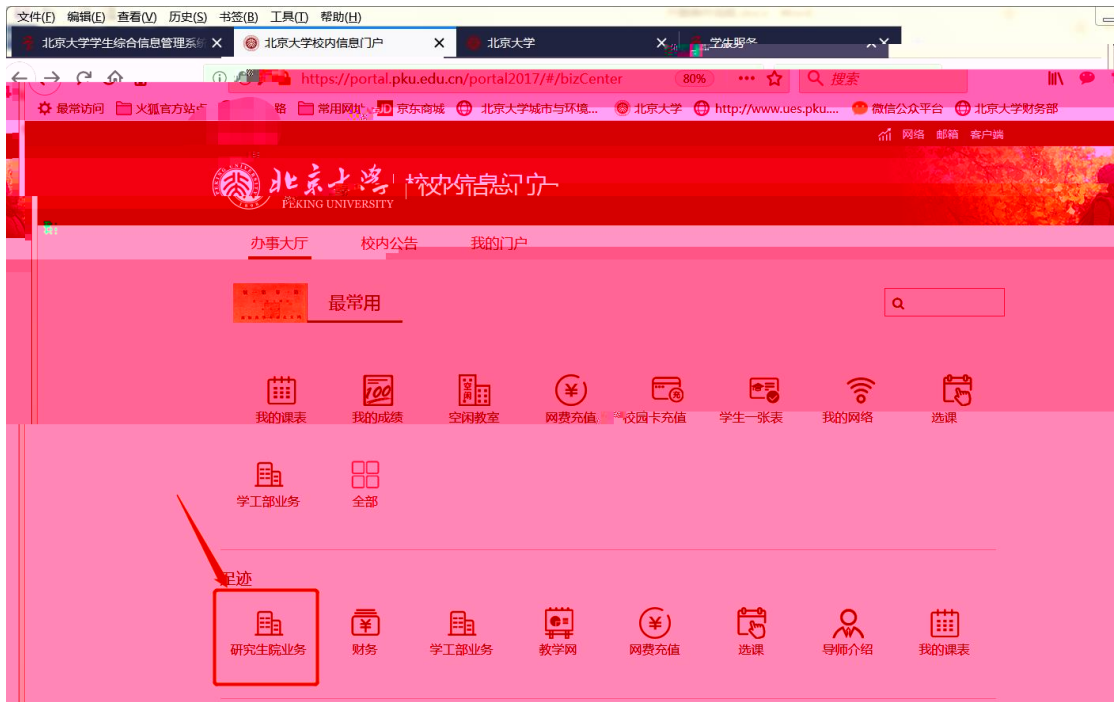 文件(F) 编辑(E) 查看(V) 历史(S) 书签(B) 工具(T) 帮助(H)
北京大学学生综合信息管理系统 北京大学校内信息门户 北京大学
https://portal.pku.edu.cn/portal2017/#/bizCenter 80% 搜索
最常访问 火狐官方站点 常用网址 JD 京东商城 北京大学城市与环境... 北京大学 http://www.ues.pku.... 微信公众平台 北京大学财务部
网络 邮箱 客户端
北京大学 校内信息门户
PEKING UNIVERSITY
办事大厅 校内公告 我的门户
最常用
我的课表 我的成绩 空闲教室 网费充值 校园卡充值 学生一张表 我的网络 选课
学工部业务 全部
足迹
研究生院业务 财务 学工部业务 教学网 网费充值 选课 导师介绍 我的课表